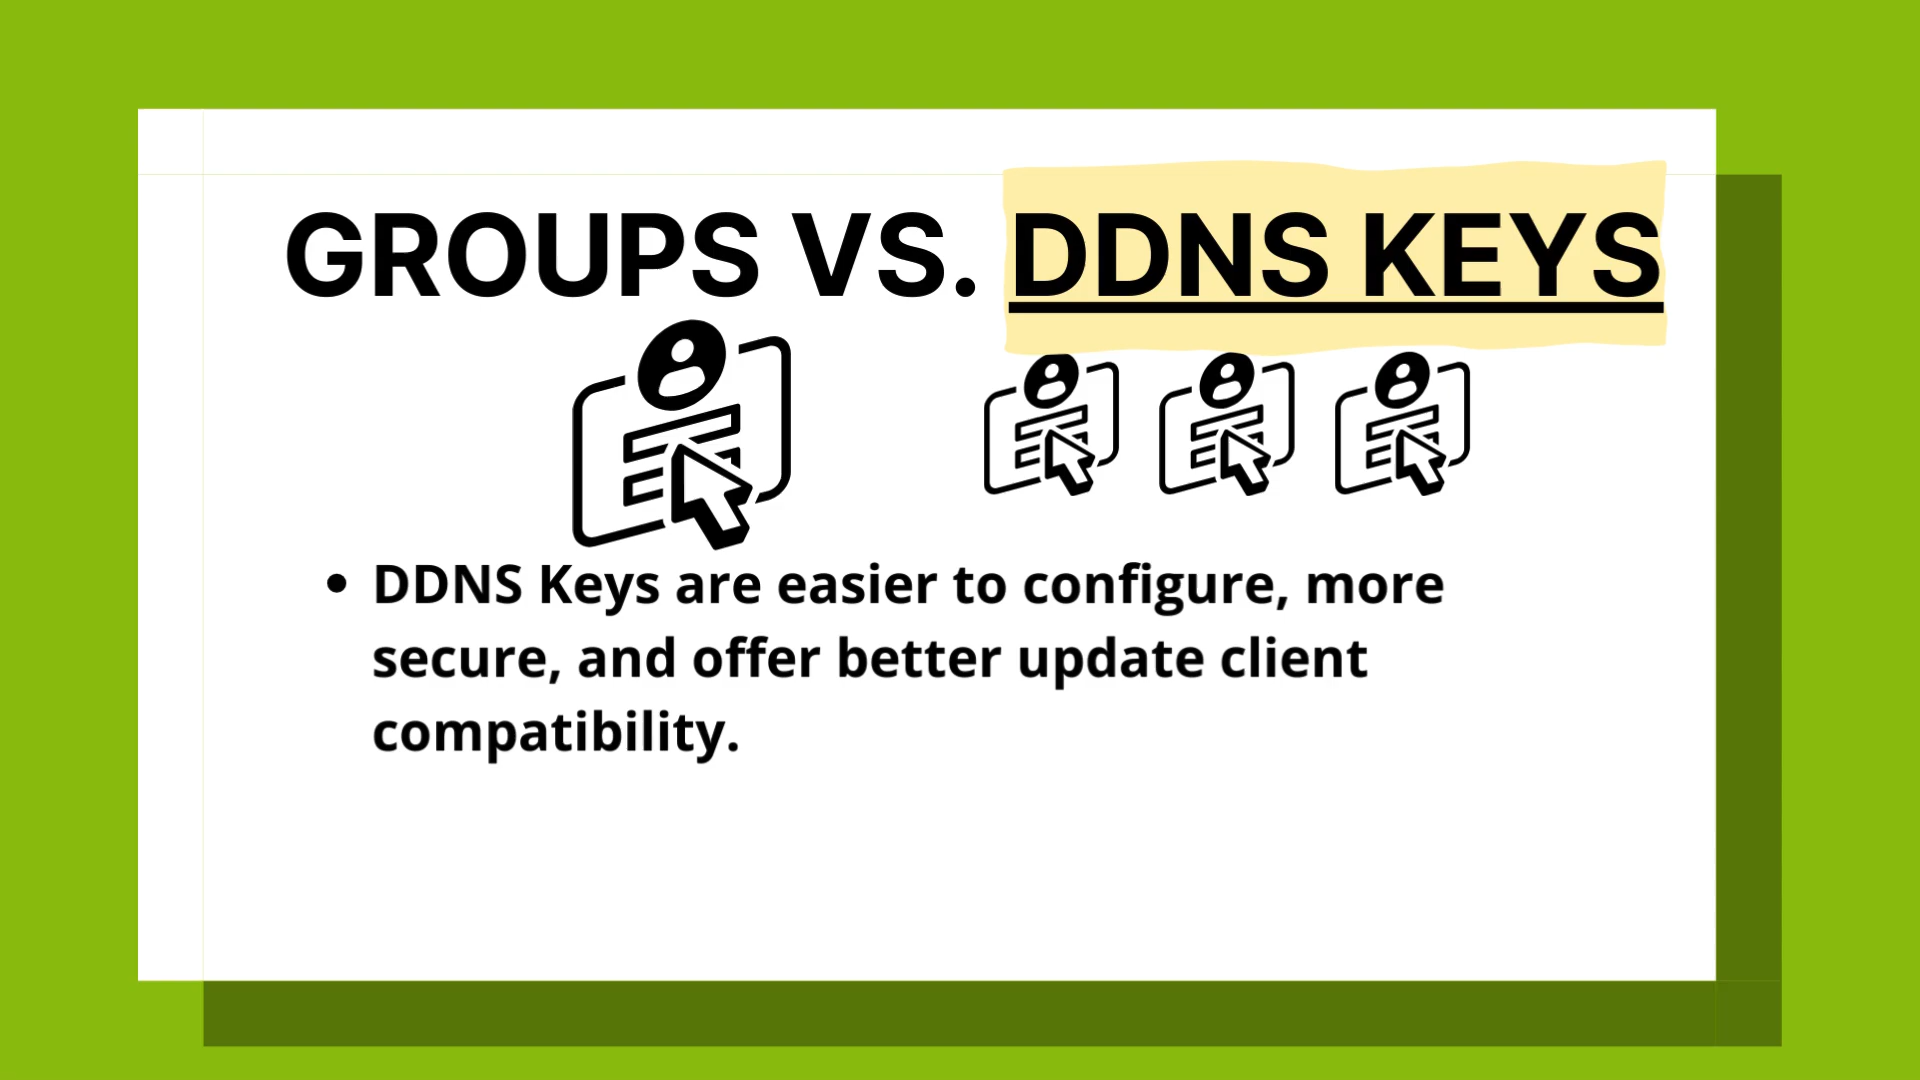 GROUPS VS. DDNS KEYS
• DDNS Keys are easier to configure, more
secure, and offer better update client
compatibility.